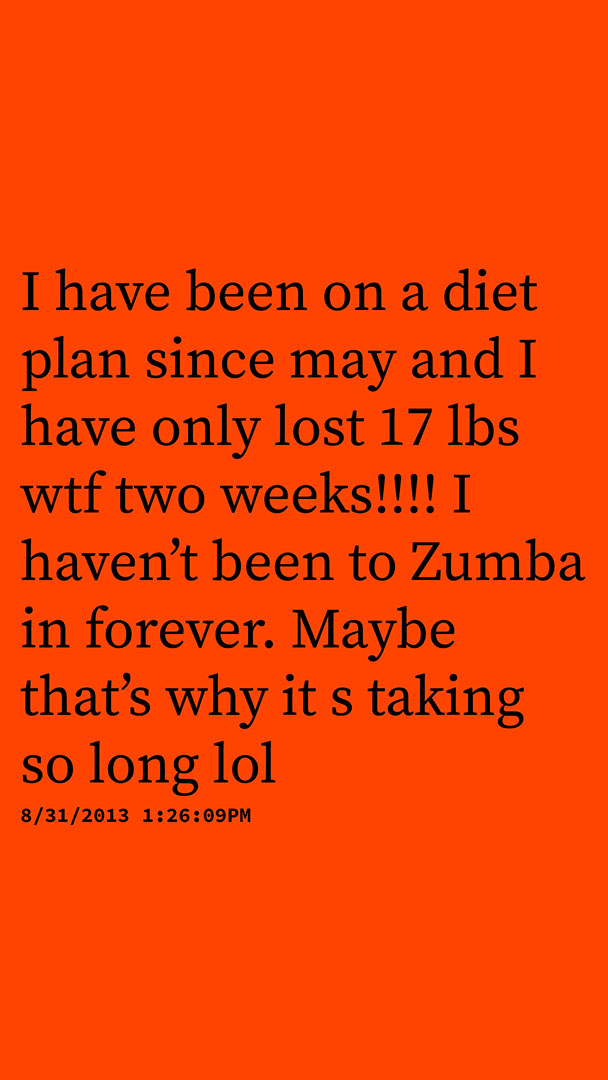 I have been on a diet
plan since may and I
have only lost 17 lbs
wtf two weeks!!!! I
haven’t been to Zumba
in forever. Maybe
that’s why it s taking
so long lol
8/31/2013 1:26:09PM